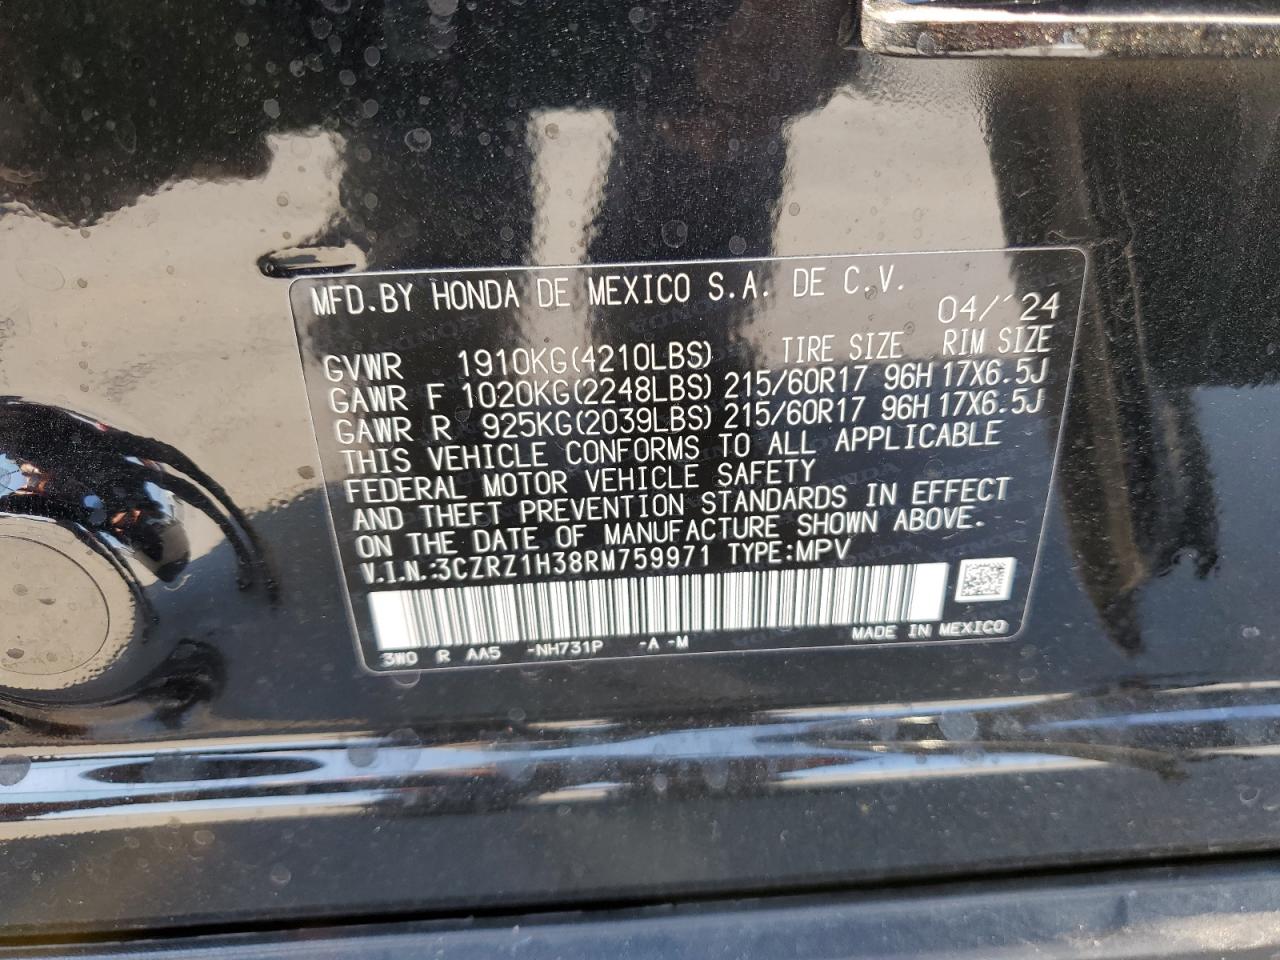 MFD.BY HONDA DE MEXICO S.A. DE C.V.
04/'24
GVWR 1910KG(4210LBS) TIRE SIZE RIM SIZE
GAWR F 1020KG(2248LBS) 215/60R17 96H 17X6.5J
GAWR R 925KG(2039LBS) 215/60R17 96H 17X6.5J
THIS VEHICLE CONFORMS TO ALL APPLICABLE
FEDERAL MOTOR VEHICLE SAFETY
AND THEFT PREVENTION STANDARDS IN EFFECT
ON THE DATE OF MANUFACTURE SHOWN ABOVE.
V.I.N.:3CZRZ1H38RM759971 TYPE:MPV
3W0 R AA5 -NH731P -A -M MADE IN MEXICO